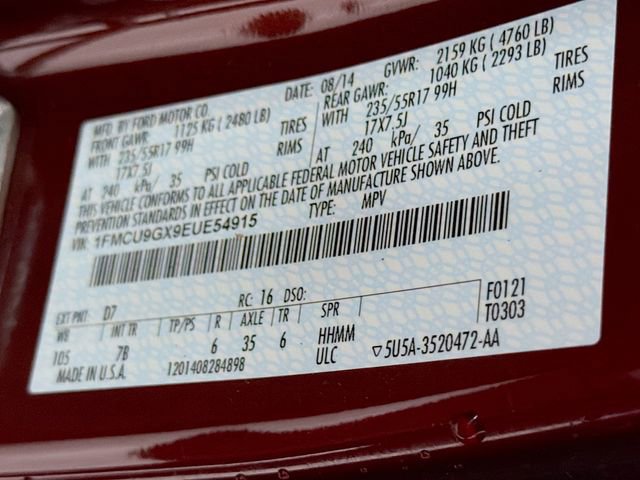 MFD. BY FORD MOTOR CO. DATE: 08/14 GVWR: 2159 KG ( 4760 LB)
FRONT GAWR: 1125 KG ( 2480 LB) REAR GAWR: 1040 KG ( 2293 LB)
WITH 235/55R17 99H TIRES WITH 235/55R17 99H TIRES
17X7.5J RIMS 17X7.5J RIMS
AT 240 kPa/ 35 PSI COLD AT 240 kPa/ 35 PSI COLD
THIS VEHICLE CONFORMS TO ALL APPLICABLE FEDERAL MOTOR VEHICLE SAFETY AND THEFT
PREVENTION STANDARDS IN EFFECT ON THE DATE OF MANUFACTURE SHOWN ABOVE.
VIN: 1FMCU9GX9EUE54915 TYPE: MPV
EXT PNT: D7 RC: 16 DSO: F0121
WB INT TR TP/PS R AXLE TR SPR T0303
105 7B 6 35 6 HHMM
MADE IN U.S.A. 1201408284898 ULC ▽5U5A-3520472-AA